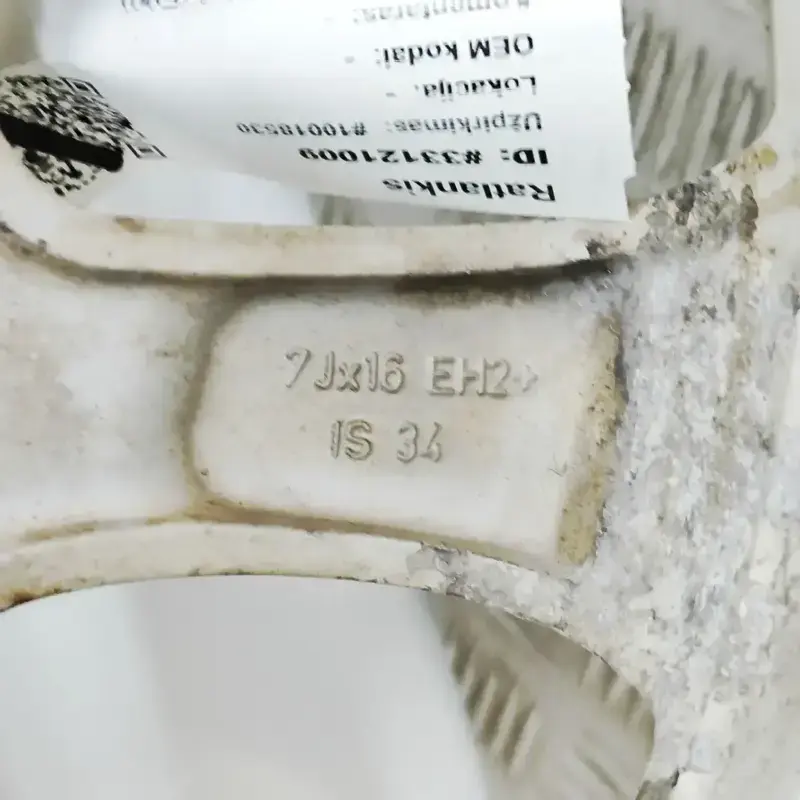 Ratlankis
ID: #33121009
Užpirkimas: #10018530
Lokacija: -
OEM kodai: -
Komentaras: -
7Jx16 EH2+
IS 34